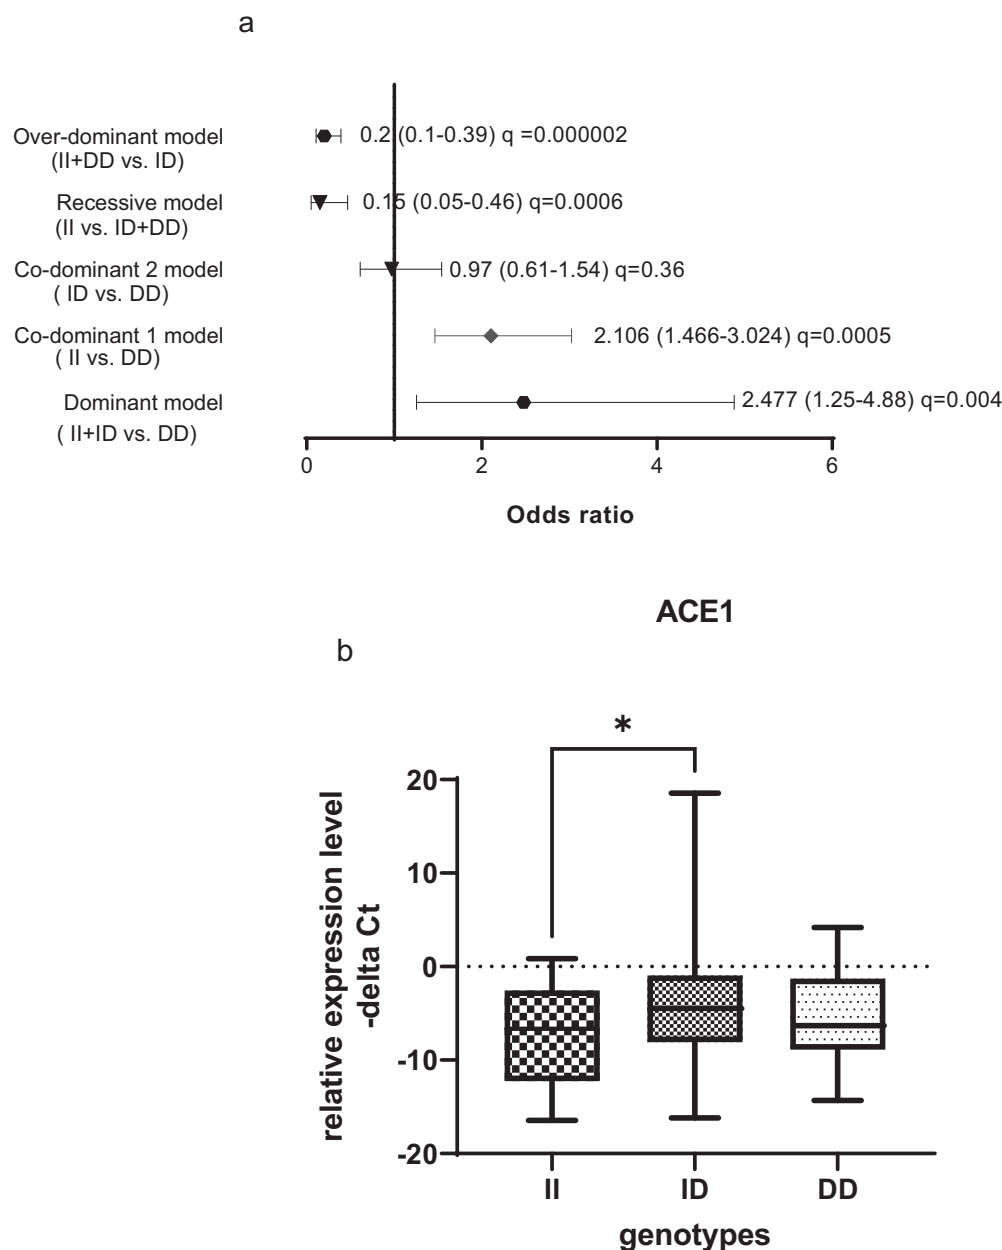 a
Over-dominant model
(II+DD vs. ID)
0.2 (0.1-0.39) q =0.000002
Recessive model
(II vs. ID+DD)
0.15 (0.05-0.46) q=0.0006
Co-dominant 2 model
( ID vs. DD)
0.97 (0.61-1.54) q=0.36
Co-dominant 1 model
( II vs. DD)
2.106 (1.466-3.024) q=0.0005
Dominant model
( II+ID vs. DD)
2.477 (1.25-4.88) q=0.004
0 2 4 6
Odds ratio
ACE1
b
*
relative expression level
-delta Ct
20
10
0
-10
-20
II ID DD
genotypes